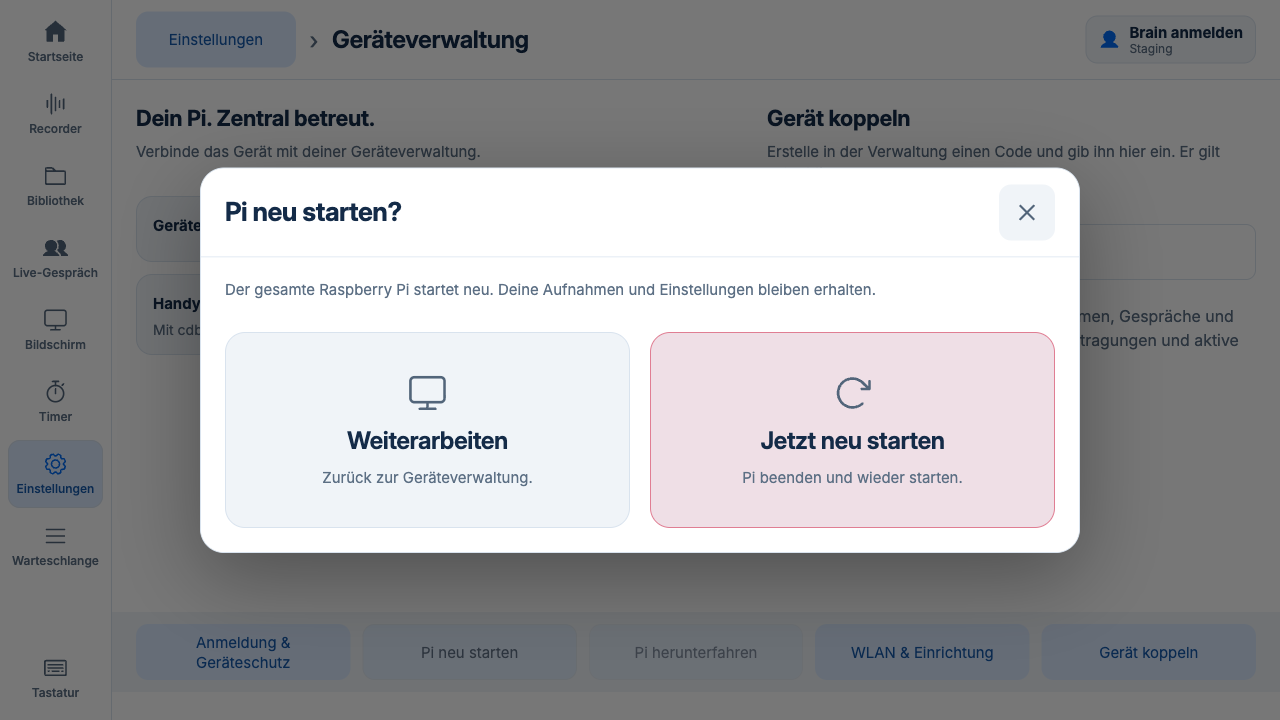 Startseite
Recorder
Bibliothek
Live-Gespräch
Bildschirm
Timer
Einstellungen
Warteschlange
Tastatur
Einstellungen
›
Geräteverwaltung
Brain anmelden
Staging
Dein Pi. Zentral betreut.
Verbinde das Gerät mit deiner Geräteverwaltung.
Gerät koppeln
Erstelle in der Verwaltung einen Code und gib ihn hier ein. Er gilt
Geräte
Handy
Mit cdb
men, Gespräche und
tragungen und aktive
Pi neu starten?
Der gesamte Raspberry Pi startet neu. Deine Aufnahmen und Einstellungen bleiben erhalten.
Weiterarbeiten
Zurück zur Geräteverwaltung.
Jetzt neu starten
Pi beenden und wieder starten.
Anmeldung &
Geräteschutz
Pi neu starten
Pi herunterfahren
WLAN & Einrichtung
Gerät koppeln